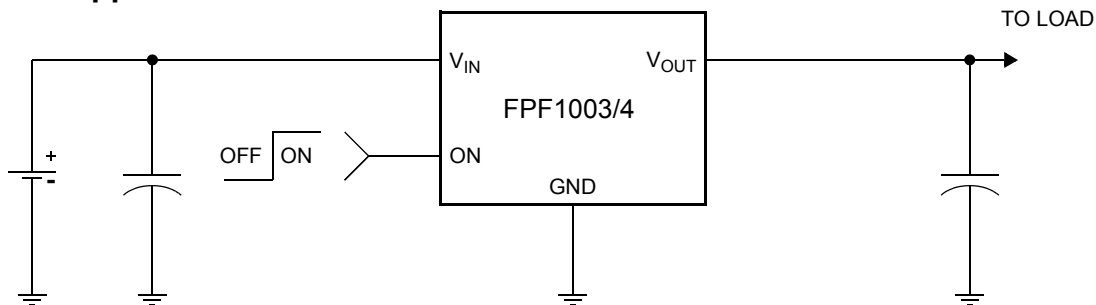 TO LOAD
V_IN
V_OUT
FPF1003/4
OFF
ON
ON
GND
+
-